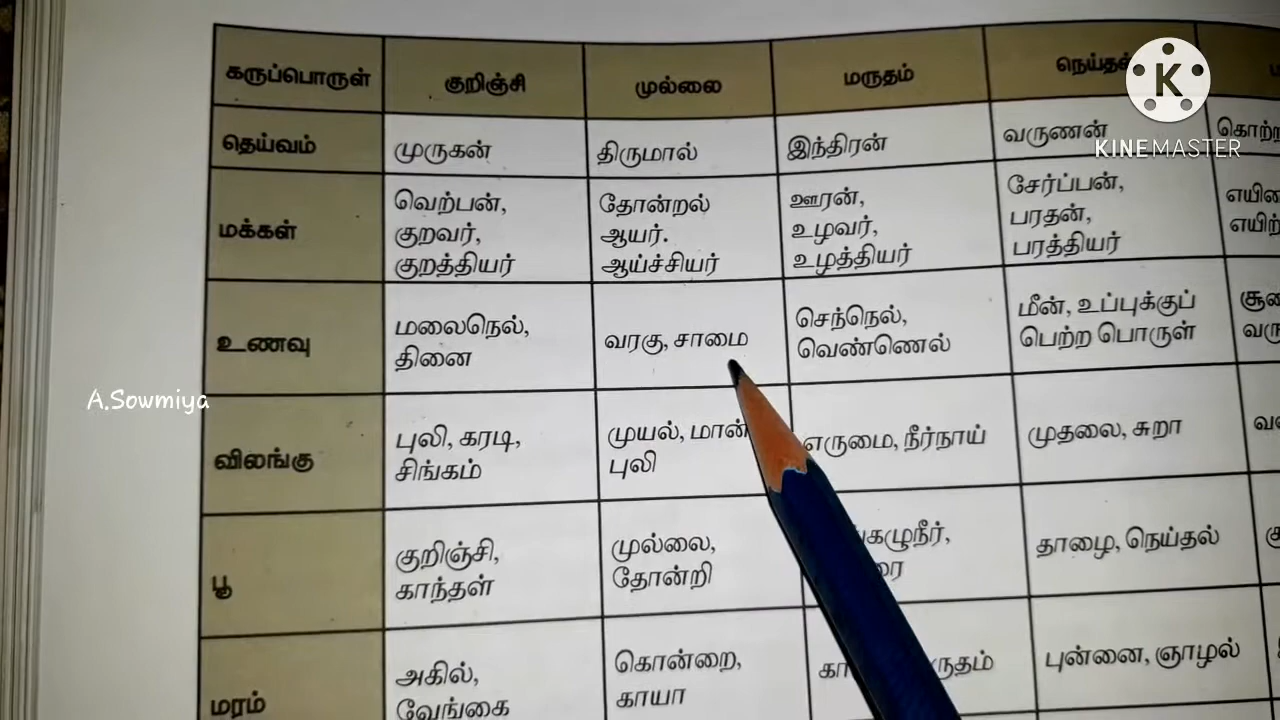 கருப்பொருள் குறிஞ்சி முல்லை மருதம்
தெய்வம் முருகன் திருமால் இந்திரன் வருணன்
மக்கள் வெற்பன், குறவர், குறத்தியர் தோன்றல் ஆயர். ஆய்ச்சியர் ஊரன், உழவர், உழத்தியர் சேர்ப்பன், பரதன், பரத்தியர்
உணவு மலைநெல், தினை வரகு, சாமை செந்நெல், வெண்ணெல் மீன், உப்புக்குப் பெற்ற பொருள்
விலங்கு புலி, கரடி, சிங்கம் முயல், மான் புலி எருமை, நீர்நாய் முதலை, சுறா
பூ குறிஞ்சி, காந்தள் முல்லை, தோன்றி தாழை, நெய்தல்
மரம் அகில், வேங்கை கொன்றை, காயா புன்னை, ஞாழல்
A.Sowmiya
K
KINEMASTER